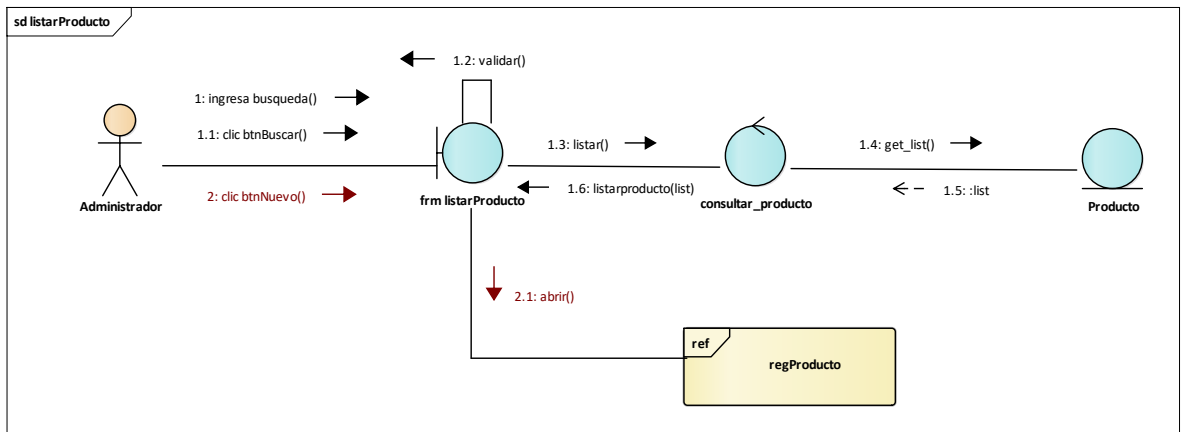 sd listarProducto
1.2: validar()
1: ingresa busqueda()
1.1: clic btnBuscar()
1.3: listar()
1.4: get_list()
2: clic btnNuevo()
1.6: listarproducto(list)
1.5: :list
Administrador
frm listarProducto
consultar_producto
Producto
2.1: abrir()
ref
regProducto